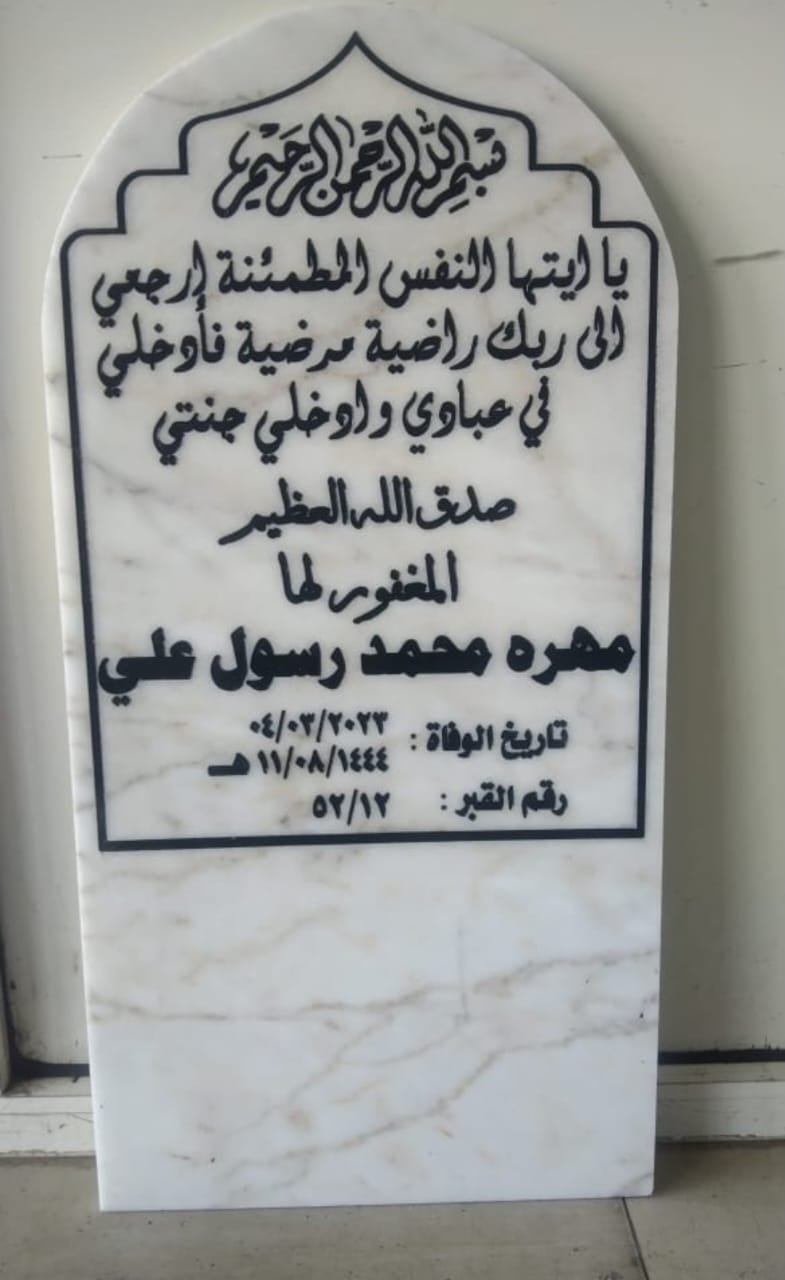 بسم الله الرحمن الرحيم
يا ايتها النفس المطمئنة إرجعي
الى ربك راضية مرضية فأدخلي
في عبادي وادخلي جنتي
صدق الله العظيم
المغفور لها
مهره محمد رسول علي
تاريخ الوفاة : ٠٤/٠٣/٢٠٢٣
١١/٠٨/١٤٤٤ هـ
رقم القبر : ٥٢/١٢